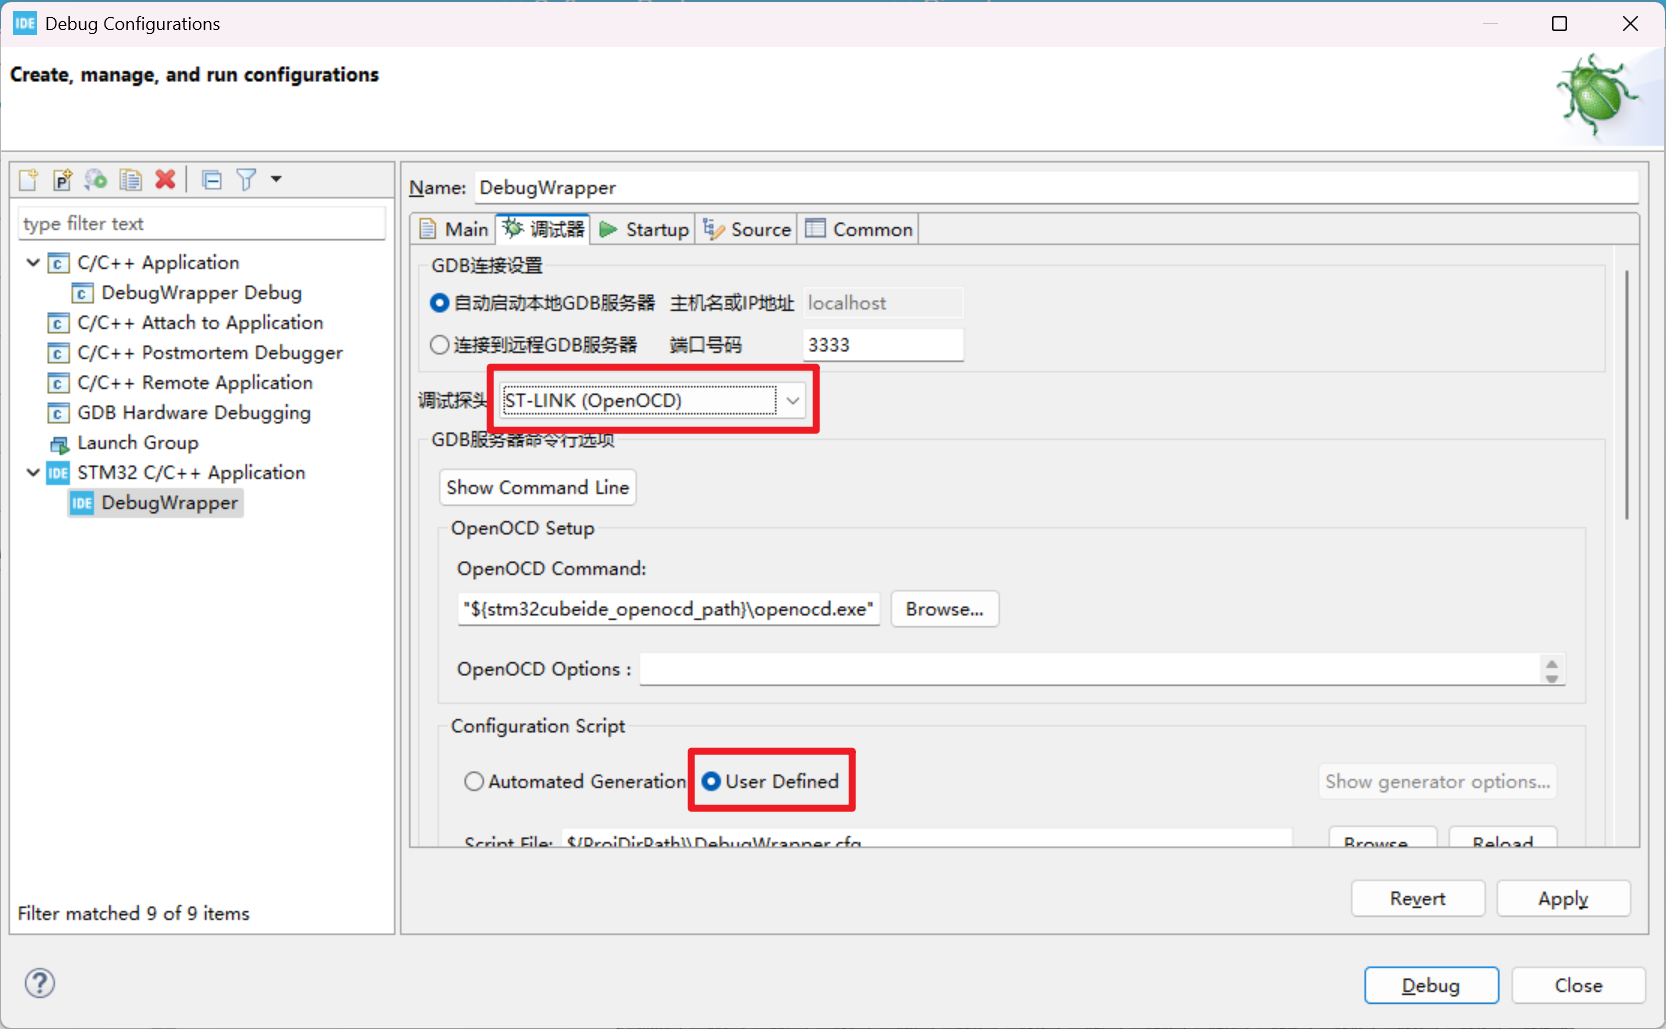 IDE Debug Configurations
Create, manage, and run configurations
type filter text
C/C++ Application
DebugWrapper Debug
C/C++ Attach to Application
C/C++ Postmortem Debugger
C/C++ Remote Application
GDB Hardware Debugging
Launch Group
IDE STM32 C/C++ Application
IDE DebugWrapper
Filter matched 9 of 9 items
Name: DebugWrapper
Main 调试器 Startup Source Common
GDB连接设置
自动启动本地GDB服务器 主机名或IP地址 localhost
连接到远程GDB服务器 端口号码 3333
调试探头 ST-LINK (OpenOCD)
GDB服务器命令行选项
Show Command Line
OpenOCD Setup
OpenOCD Command:
"${stm32cubeide_openocd_path}\openocd.exe" Browse...
OpenOCD Options :
Configuration Script
Automated Generation User Defined Show generator options...
Script File: ${ProjDirPath}\DebugWrapper.cfg Browse... Reload
Revert Apply
Debug Close